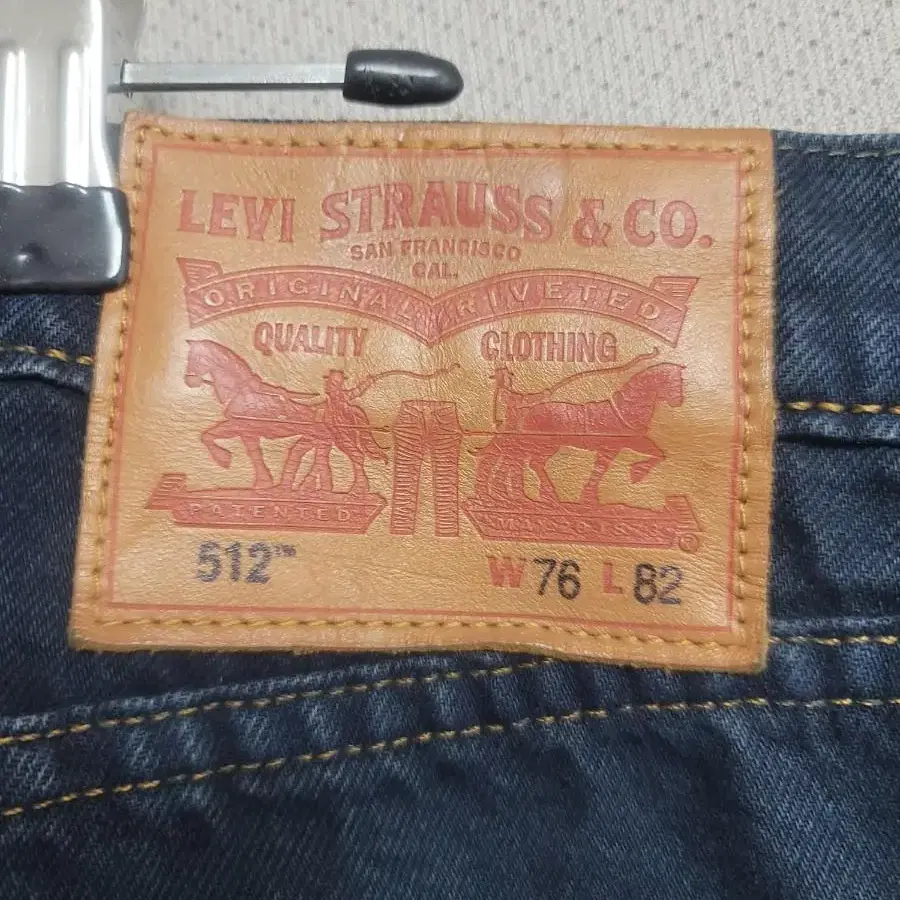 LEVI STRAUSS & CO.
SAN FRANCISCO
CAL.
ORIGINAL RIVETED
QUALITY CLOTHING
PATENTED
512™ W 76 L 82